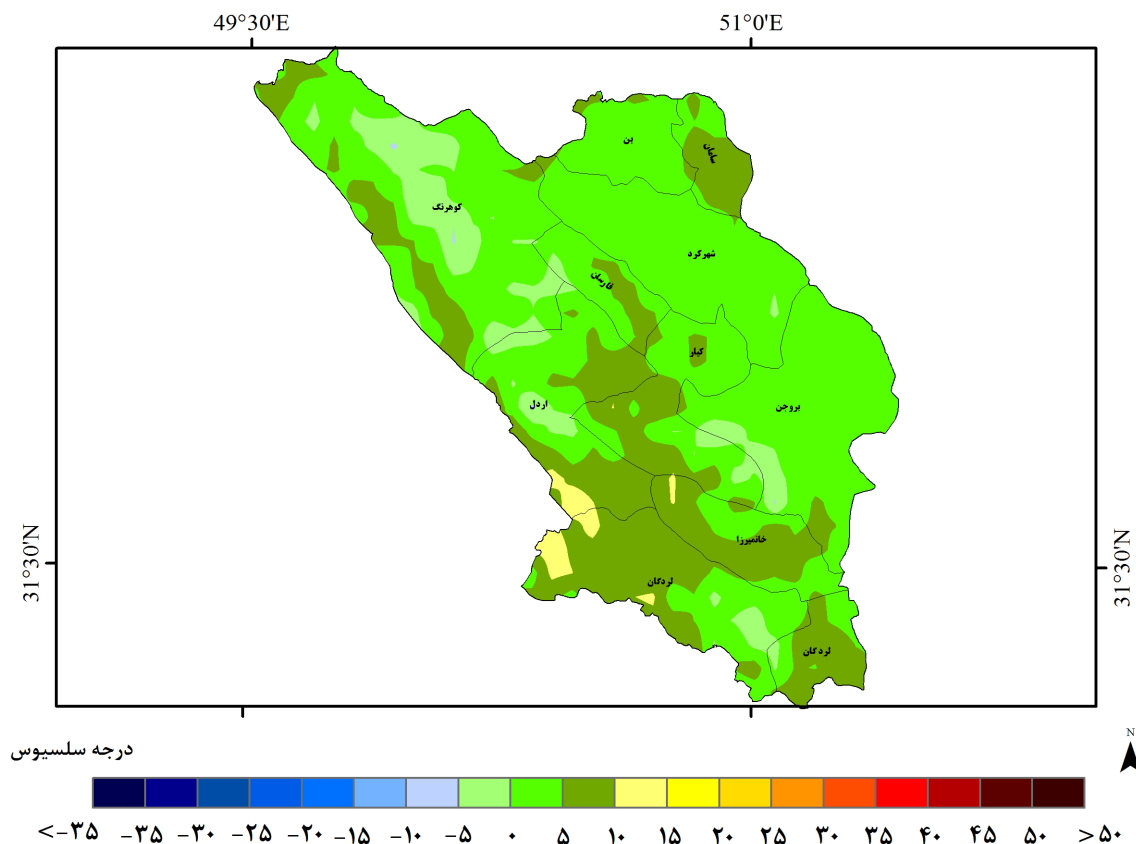 49°30'E 51°0'E
بن
سامان
کوهرنگ
شهرکرد
فارسان
کیار
اردل
بروجن
31°30'N 31°30'N
خانمیرزا
لردگان
لردگان
درجه سلسیوس
N
<-۳۵ -۳۵ -۳۰ -۲۵ -۲۰ -۱۵ -۱۰ -۵ ۰ ۵ ۱۰ ۱۵ ۲۰ ۲۵ ۳۰ ۳۵ ۴۰ ۴۵ ۵۰ >۵۰